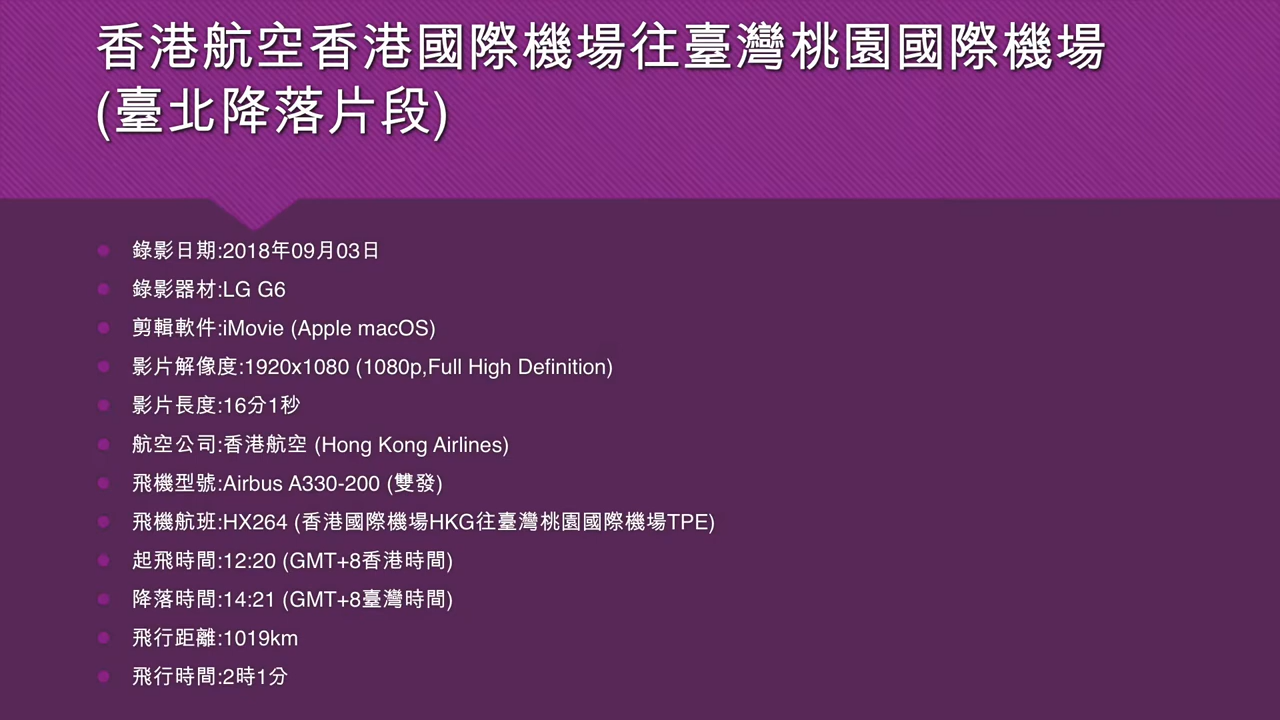 香港航空香港國際機場往臺灣桃園國際機場
(臺北降落片段)
錄影日期:2018年09月03日
錄影器材:LG G6
剪輯軟件:iMovie (Apple macOS)
影片解像度:1920x1080 (1080p,Full High Definition)
影片長度:16分1秒
航空公司:香港航空 (Hong Kong Airlines)
飛機型號:Airbus A330-200 (雙發)
飛機航班:HX264 (香港國際機場HKG往臺灣桃園國際機場TPE)
起飛時間:12:20 (GMT+8香港時間)
降落時間:14:21 (GMT+8臺灣時間)
飛行距離:1019km
飛行時間:2時1分